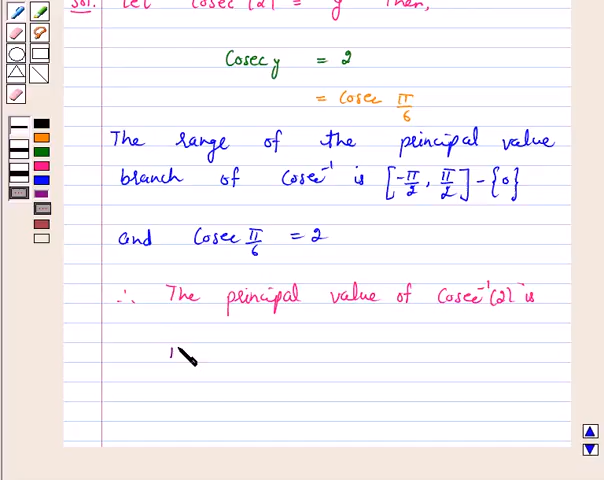 Sol. Let Cosec⁻¹(2) = y Then,
Cosec y = 2
= Cosec π/6
The range of the principal value
branch of Cosec⁻¹ is [-π/2, π/2] - {0}
and Cosec π/6 = 2
∴ The principal value of Cosec⁻¹(2) is